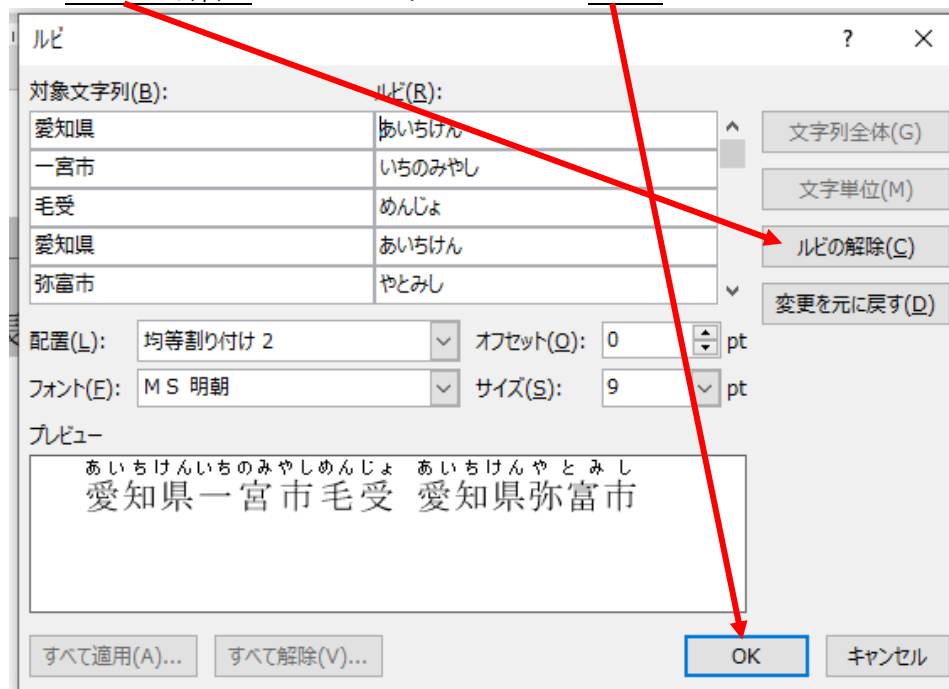 ルビ ? ×
対象文字列(B): ルビ(R):
愛知県 あいちけん 文字列全体(G)
一宮市 いちのみやし
文字単位(M)
毛受 めんじょ
愛知県 あいちけん ルビの解除(C)
弥富市 やとみし
変更を元に戻す(D)
配置(L): 均等割り付け 2 オフセット(O): 0 pt
フォント(F): MS 明朝 サイズ(S): 9 pt
プレビュー
あいちけんいちのみやしめんじょ あいちけんやとみし
愛知県一宮市毛受 愛知県弥富市
すべて適用(A)... すべて解除(V)... OK キャンセル